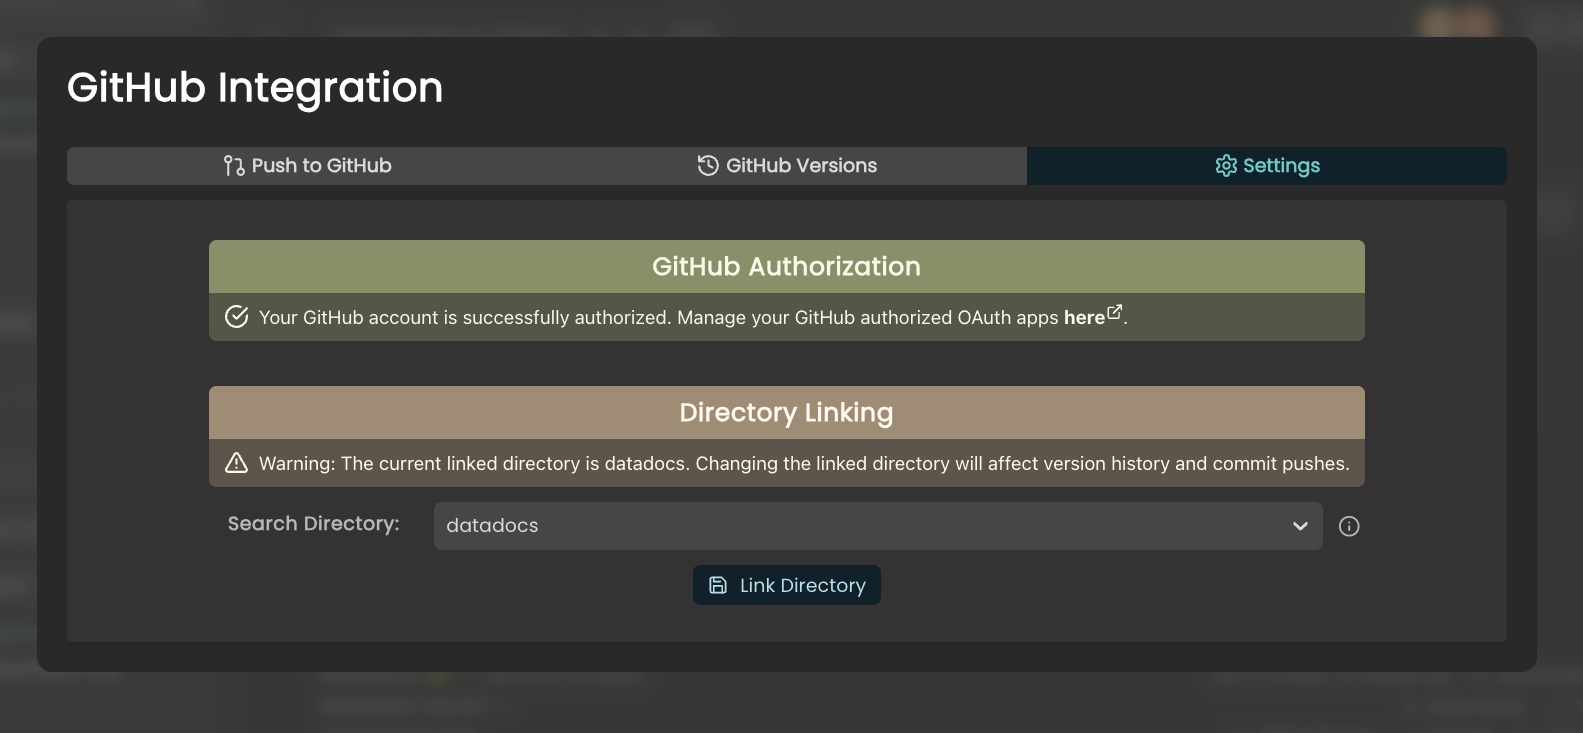 GitHub Integration
Push to GitHub
GitHub Versions
Settings
GitHub Authorization
Your GitHub account is successfully authorized. Manage your GitHub authorized OAuth apps here.
Directory Linking
Warning: The current linked directory is datadocs. Changing the linked directory will affect version history and commit pushes.
Search Directory:
datadocs
Link Directory